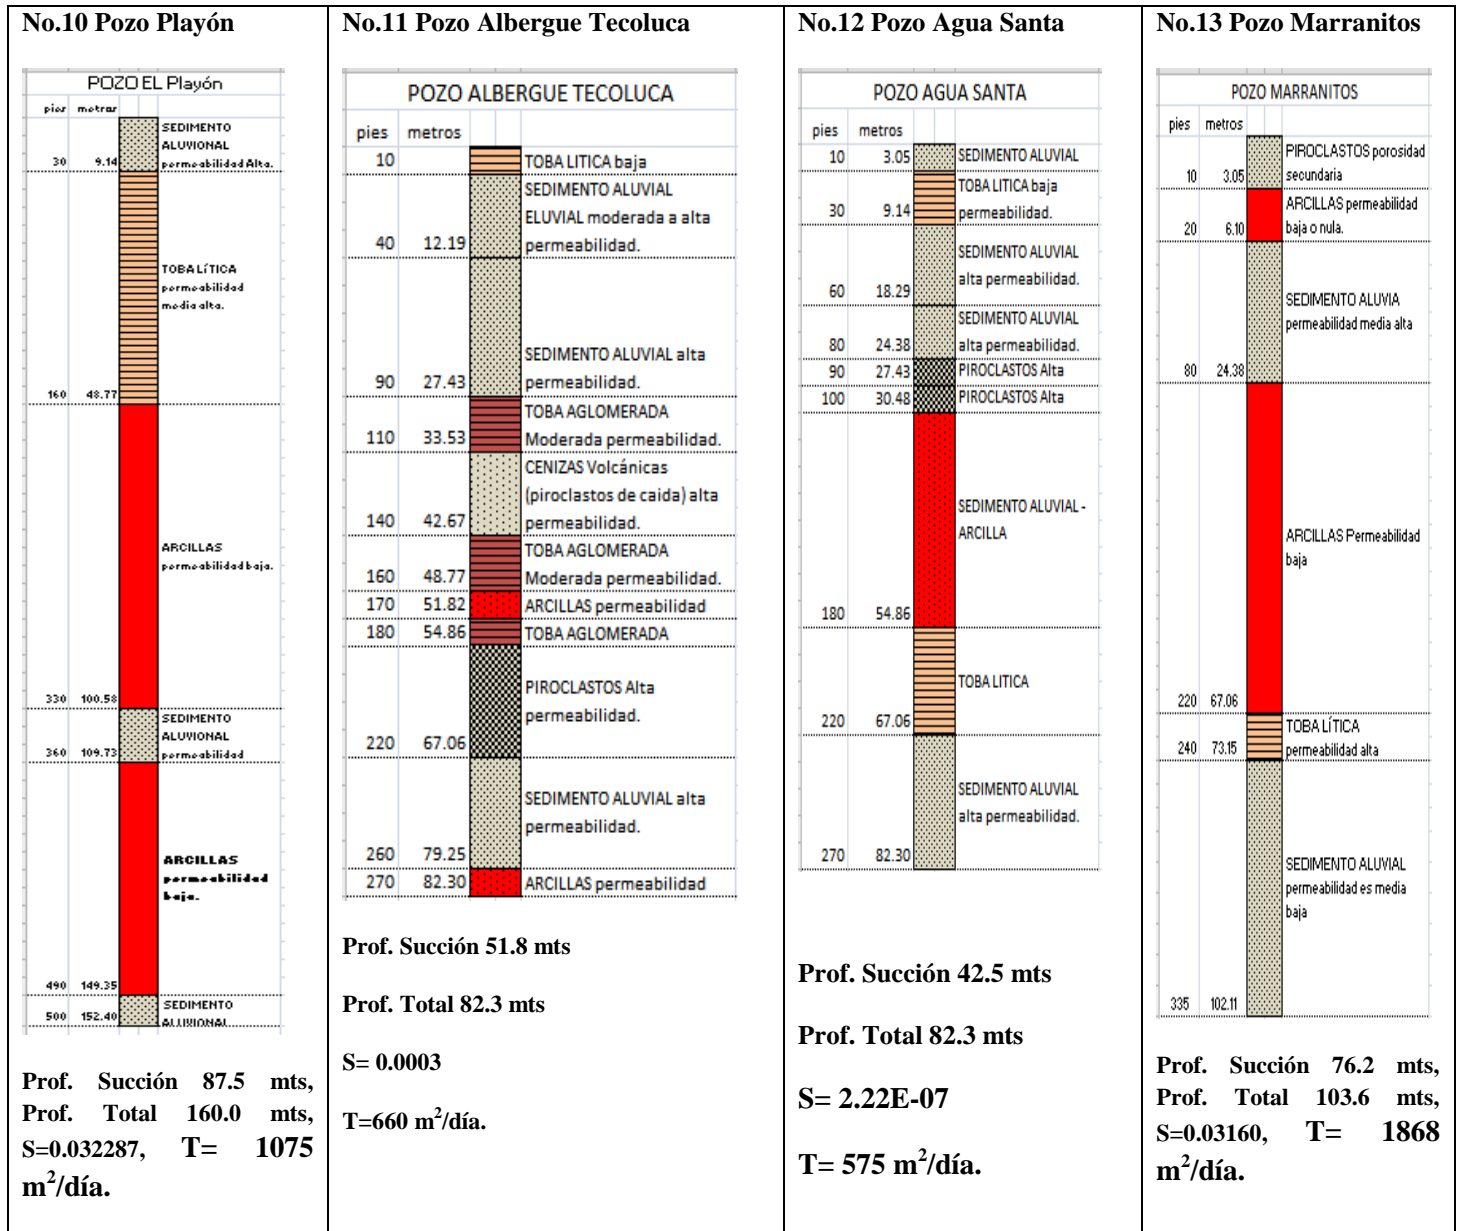 No.10 Pozo Playón
POZO EL Playón
pies metros
SEDIMENTO
ALUVIONAL
30 9.14 permeabilidad Alta.
TOBA LíTICA
permeabilidad
media alta.
160 48.77
ARCILLAS
permeabilidad baja.
330 100.58
SEDIMENTO
ALUVIONAL
360 109.73 permeabilidad
ARCILLAS
permeabilidad
baja.
490 149.35
SEDIMENTO
500 152.40 ALUVIONAL
Prof. Succión 87.5 mts,
Prof. Total 160.0 mts,
S=0.032287, T= 1075
m²/día.
No.11 Pozo Albergue Tecoluca
POZO ALBERGUE TECOLUCA
pies metros
10 TOBA LITICA baja
SEDIMENTO ALUVIAL
ELUVIAL moderada a alta
40 12.19 permeabilidad.
SEDIMENTO ALUVIAL alta
90 27.43 permeabilidad.
TOBA AGLOMERADA
110 33.53 Moderada permeabilidad.
CENIZAS Volcánicas
(piroclastos de caida) alta
140 42.67 permeabilidad.
TOBA AGLOMERADA
160 48.77 Moderada permeabilidad.
170 51.82 ARCILLAS permeabilidad
180 54.86 TOBA AGLOMERADA
PIROCLASTOS Alta
permeabilidad.
220 67.06
SEDIMENTO ALUVIAL alta
permeabilidad.
260 79.25
270 82.30 ARCILLAS permeabilidad
Prof. Succión 51.8 mts
Prof. Total 82.3 mts
S= 0.0003
T=660 m²/día.
No.12 Pozo Agua Santa
POZO AGUA SANTA
pies metros
10 3.05 SEDIMENTO ALUVIAL
TOBA LITICA baja
30 9.14 permeabilidad.
SEDIMENTO ALUVIAL
alta permeabilidad.
60 18.29
SEDIMENTO ALUVIAL
80 24.38 alta permeabilidad.
90 27.43 PIROCLASTOS Alta
100 30.48 PIROCLASTOS Alta
SEDIMENTO ALUVIAL -
ARCILLA
180 54.86
TOBA LITICA
220 67.06
SEDIMENTO ALUVIAL
alta permeabilidad.
270 82.30
Prof. Succión 42.5 mts
Prof. Total 82.3 mts
S= 2.22E-07
T= 575 m²/día.
No.13 Pozo Marranitos
POZO MARRANITOS
pies metros
PIROCLASTOS porosidad
10 3.05 secundaria
ARCILLAS permeabilidad
20 6.10 baja o nula.
SEDIMENTO ALUVIA
permeabilidad media alta
80 24.38
ARCILLAS Permeabilidad
baja
220 67.06
TOBA LÍTICA
240 73.15 permeabilidad alta
SEDIMENTO ALUVIAL
permeabilidad es media
baja
335 102.11
Prof. Succión 76.2 mts,
Prof. Total 103.6 mts,
S=0.03160, T= 1868
m²/día.